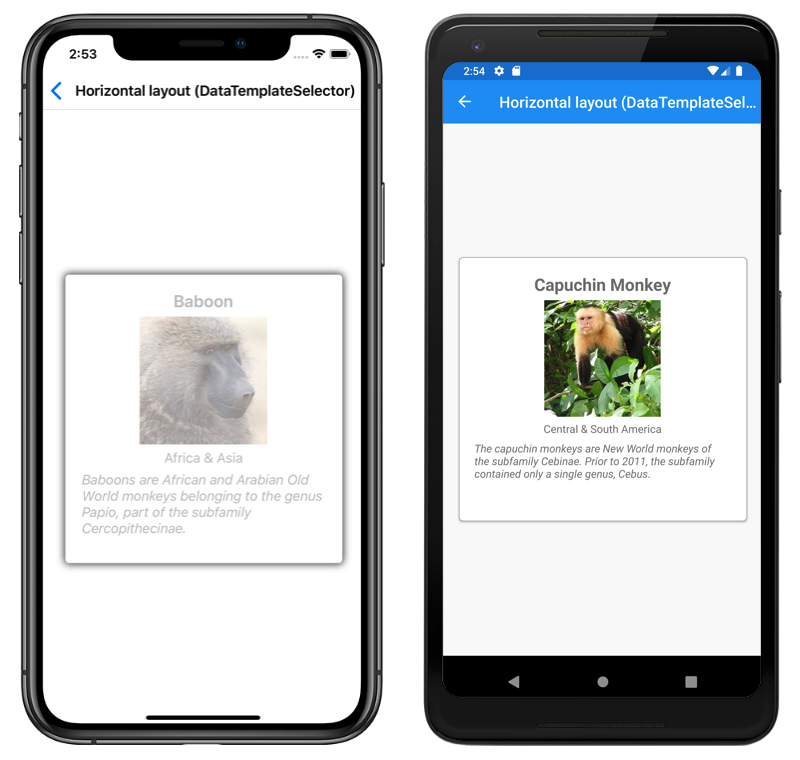 2:53
Horizontal layout (DataTemplateSelector)
Baboon
Africa & Asia
Baboons are African and Arabian Old
World monkeys belonging to the genus
Papio, part of the subfamily
Cercopithecinae.
2:54
Horizontal layout (DataTemplateSel...
Capuchin Monkey
Central & South America
The capuchin monkeys are New World monkeys of
the subfamily Cebinae. Prior to 2011, the subfamily
contained only a single genus, Cebus.